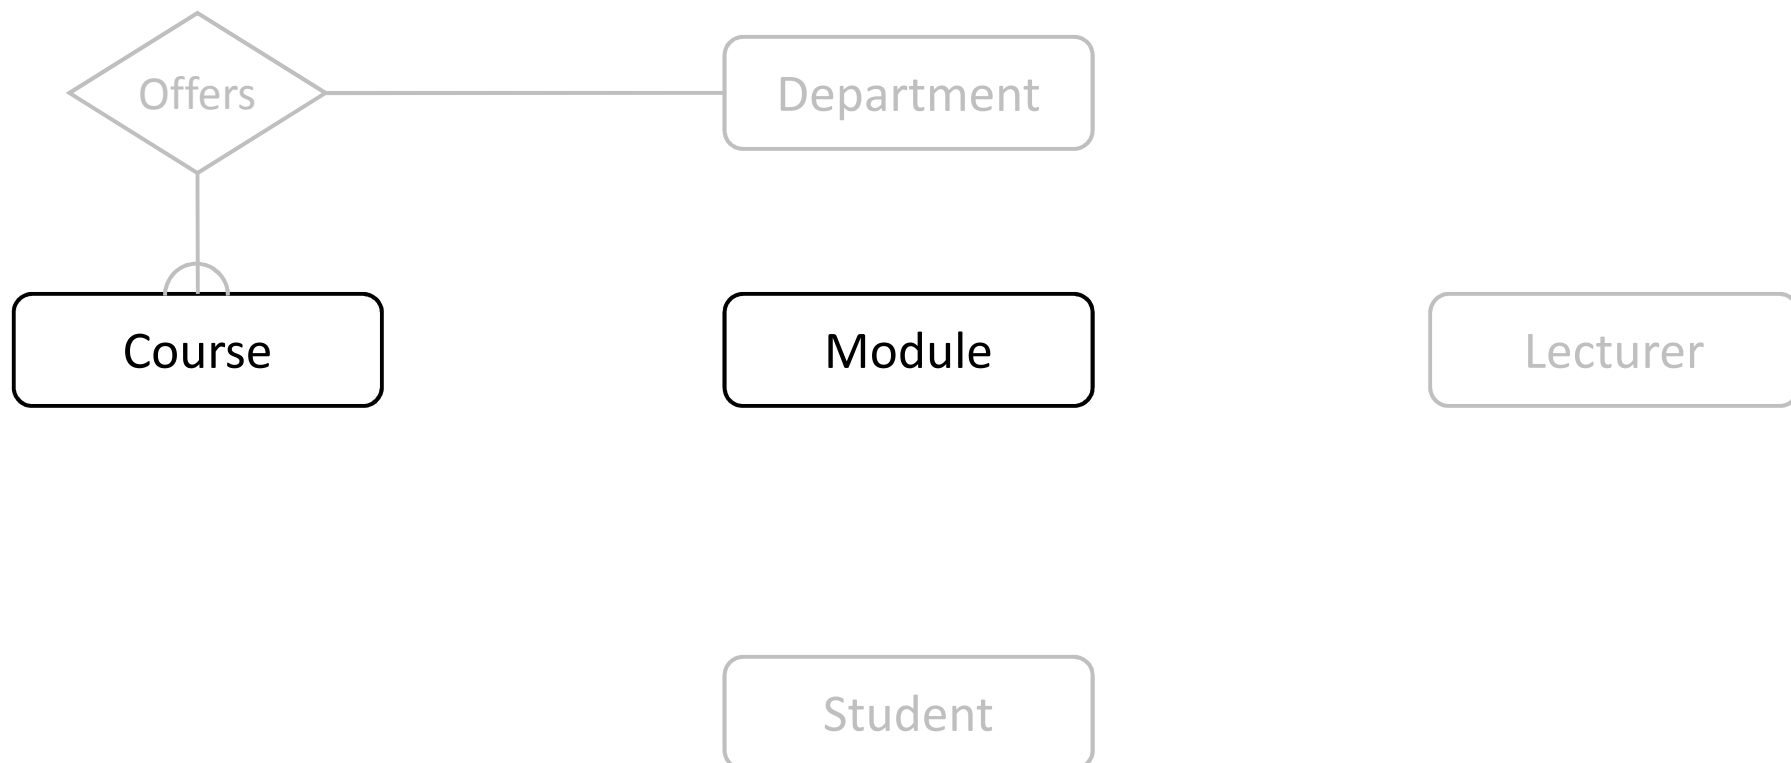 Offers
Department
Course
Module
Lecturer
Student